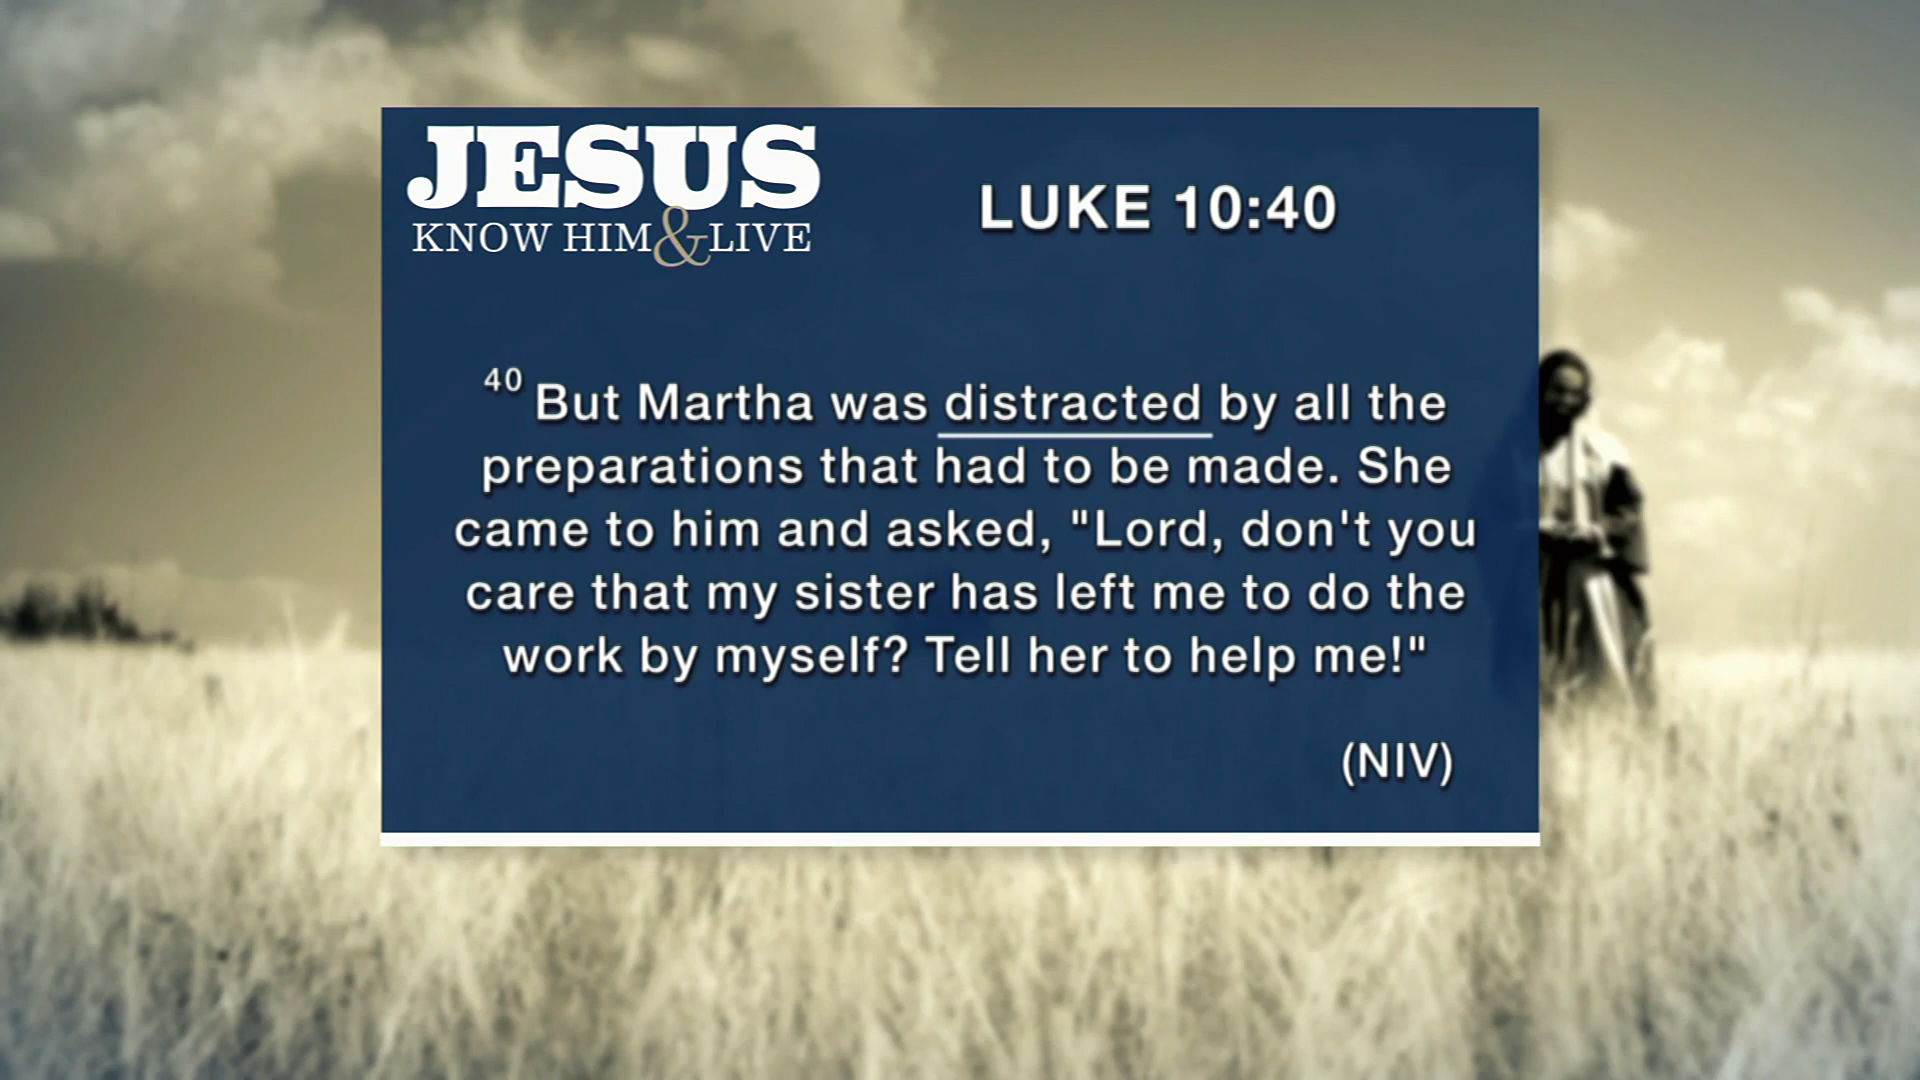 JESUS
KNOW HIM & LIVE
LUKE 10:40
40 But Martha was distracted by all the
preparations that had to be made. She
came to him and asked, "Lord, don't you
care that my sister has left me to do the
work by myself? Tell her to help me!"
(NIV)